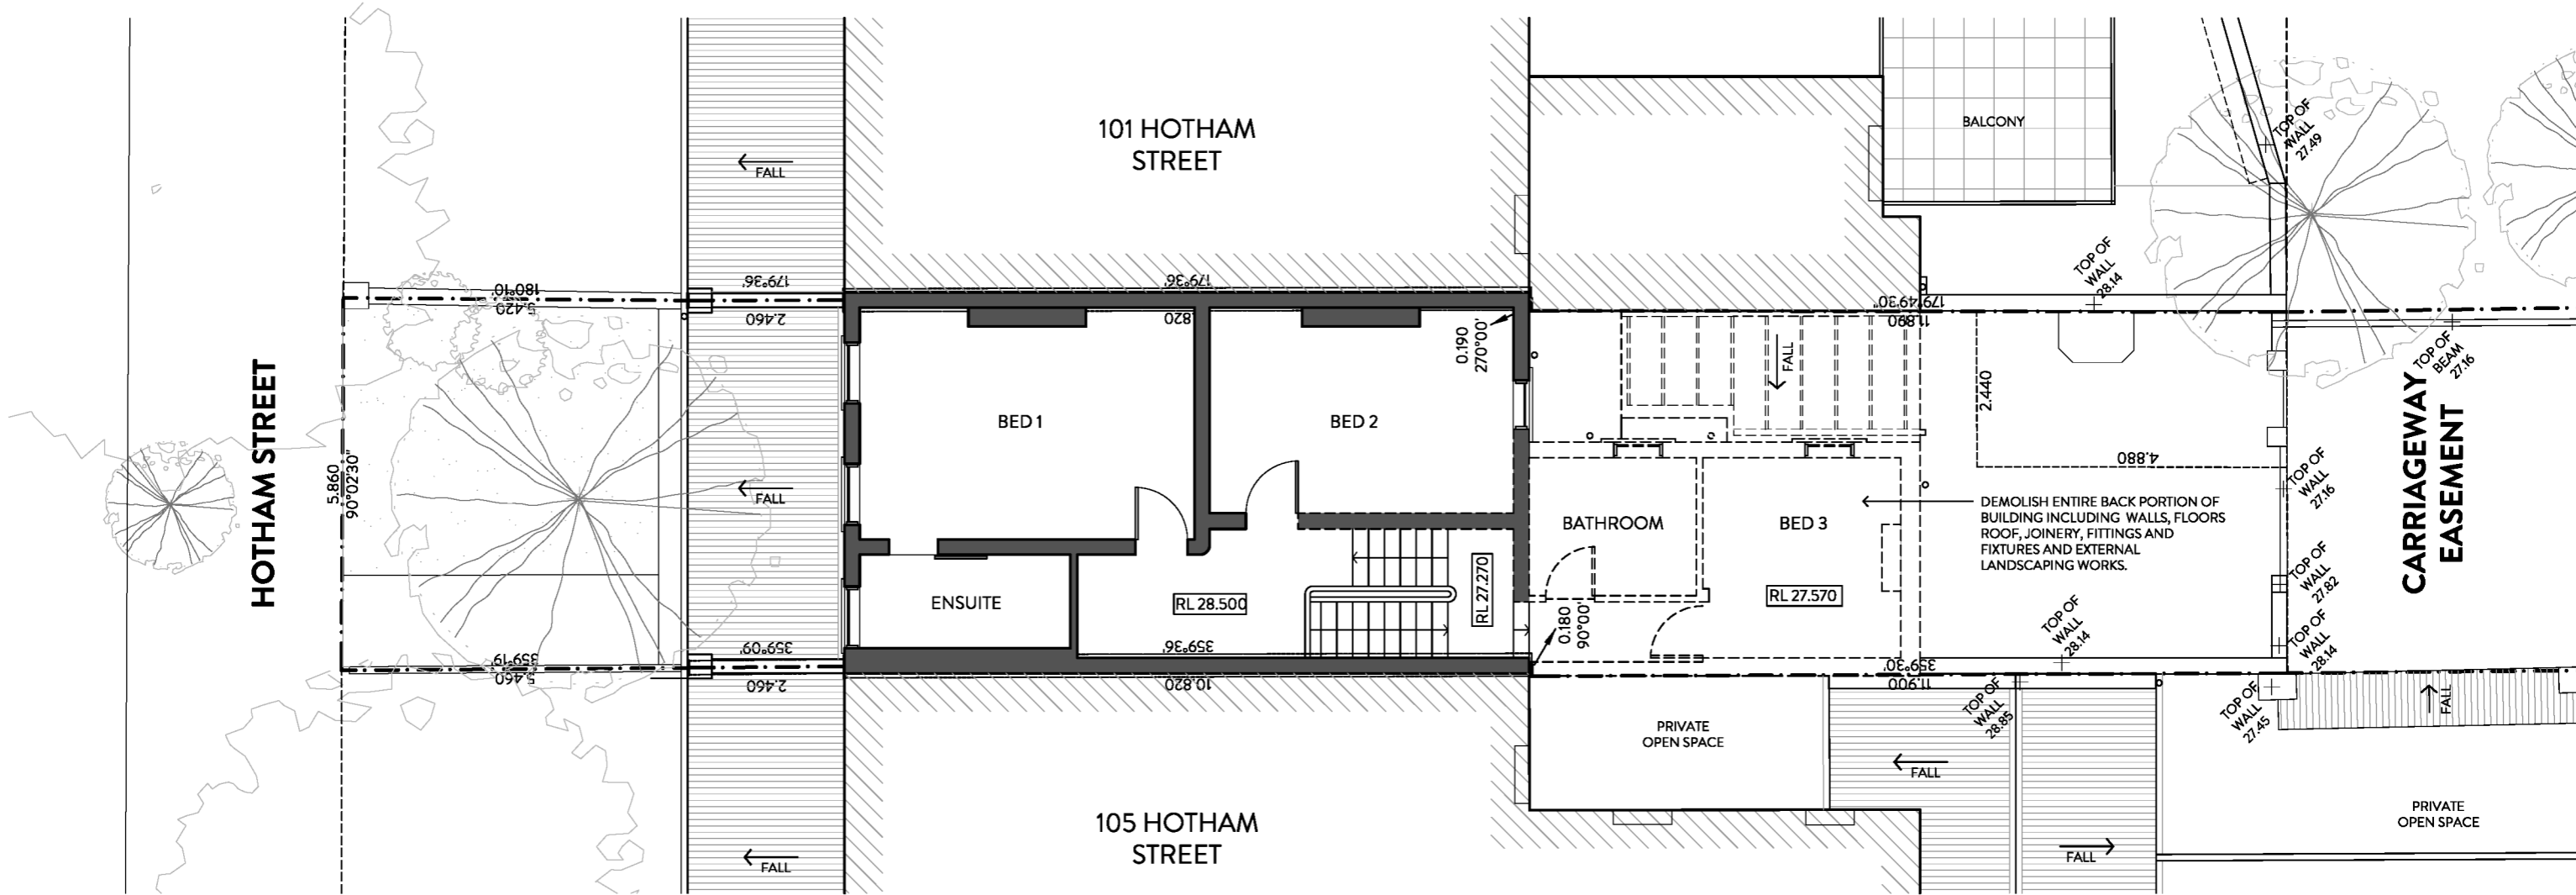 101 HOTHAM
STREET
BALCONY
TOP OF
WALL
27.49
FALL
TOP OF
WALL
28.14
180°10'
5.420
179°36'
2.460
179°36'
820
179°49'30"
11.890
0.190
270°00'
FALL
TOP OF
BEAM
27.16
HOTHAM STREET
5.860
90°02'30"
BED 1
BED 2
2.440
4.880
CARRIAGEWAY
EASEMENT
TOP OF
WALL
27.16
FALL
BATHROOM
BED 3
DEMOLISH ENTIRE BACK PORTION OF
BUILDING INCLUDING WALLS, FLOORS
ROOF, JOINERY, FITTINGS AND
FIXTURES AND EXTERNAL
LANDSCAPING WORKS.
ENSUITE
RL 28.500
RL 27.270
RL 27.570
0.180
90°00'
TOP OF
WALL
27.82
TOP OF
WALL
28.14
TOP OF
WALL
28.14
359°19'
5.460
359°09'
2.460
359°36'
10.820
359°30'
11.900
TOP OF
WALL
28.85
TOP OF
WALL
27.45
FALL
PRIVATE
OPEN SPACE
FALL
105 HOTHAM
STREET
FALL
FALL
PRIVATE
OPEN SPACE